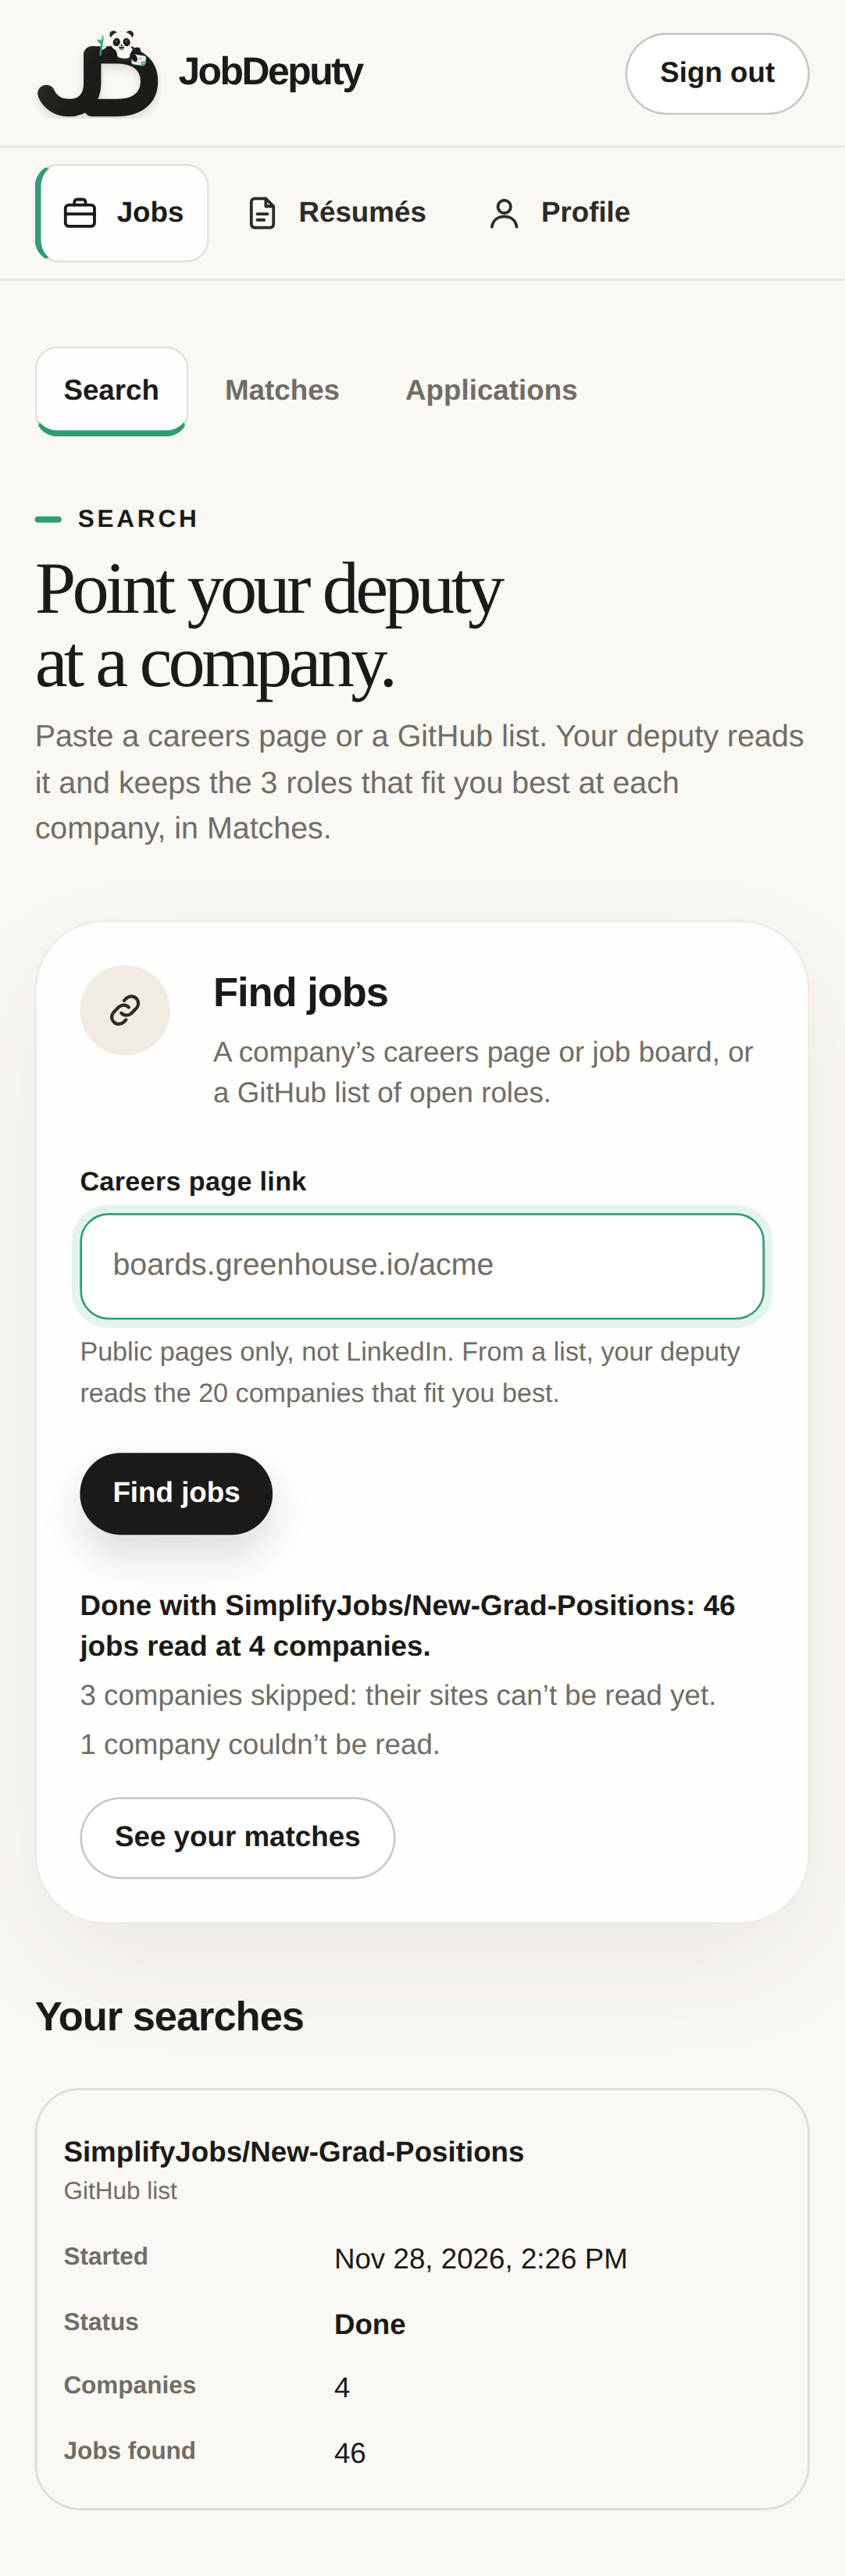 JobDeputy
Sign out
Jobs
Résumés
Profile
Search
Matches
Applications
SEARCH
Point your deputy
at a company.
Paste a careers page or a GitHub list. Your deputy reads
it and keeps the 3 roles that fit you best at each
company, in Matches.
Find jobs
A company’s careers page or job board, or
a GitHub list of open roles.
Careers page link
boards.greenhouse.io/acme
Public pages only, not LinkedIn. From a list, your deputy
reads the 20 companies that fit you best.
Find jobs
Done with SimplifyJobs/New-Grad-Positions: 46
jobs read at 4 companies.
3 companies skipped: their sites can’t be read yet.
1 company couldn’t be read.
See your matches
Your searches
SimplifyJobs/New-Grad-Positions
GitHub list
Started Nov 28, 2026, 2:26 PM
Status Done
Companies 4
Jobs found 46